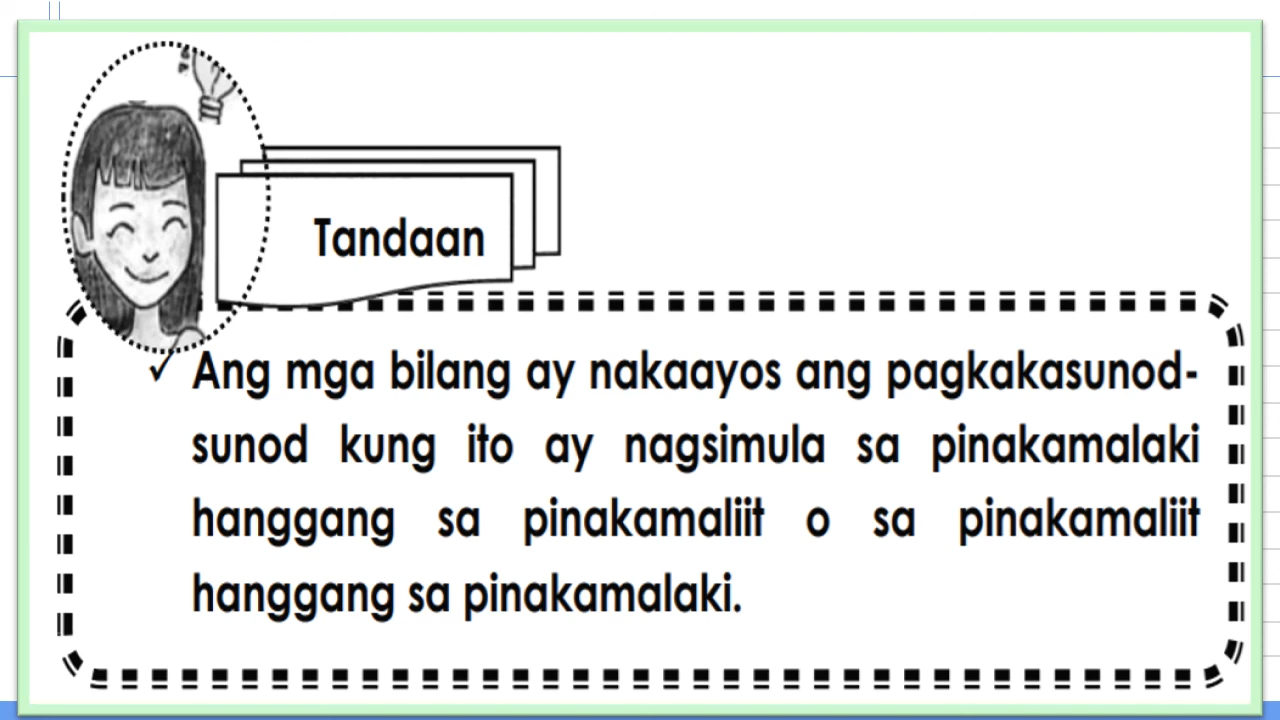 Tandaan
✓ Ang mga bilang ay nakaayos ang pagkakasunod-
sunod kung ito ay nagsimula sa pinakamalaki
hanggang sa pinakamaliit o sa pinakamaliit
hanggang sa pinakamalaki.